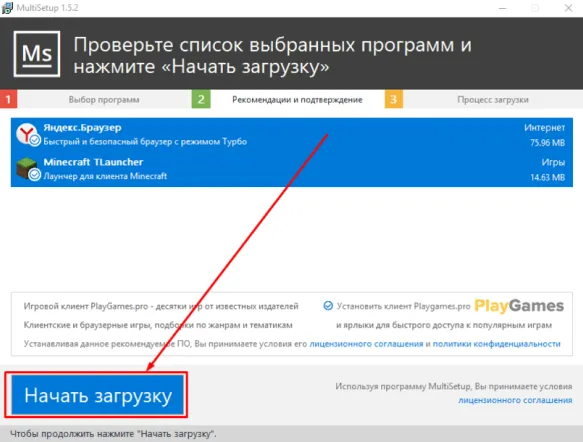 MultiSetup 1.5.2
Ms
Проверьте список выбранных программ и
нажмите «Начать загрузку»
1 Выбор программ 2 Рекомендации и подтверждение 3 Процесс загрузки
Яндекс.Браузер Интернет
Быстрый и безопасный браузер с режимом Турбо 75.96 MB
Minecraft TLauncher Игры
Лаунчер для клиента Minecraft 14.63 MB
Игровой клиент PlayGames.pro - десятки игр от известных издателей Установить клиент Playgames.pro PlayGames
Клиентские и браузерные игры, подборки по жанрам и тематикам и ярлыки для быстрого доступа к популярным играм
Устанавливая данное рекомендуемое ПО, Вы принимаете условия его лицензионного соглашения и политики конфиденциальности
Начать загрузку
Используя программу MultiSetup, Вы принимаете условия
лицензионного соглашения
Чтобы продолжить нажмите "Начать загрузку".